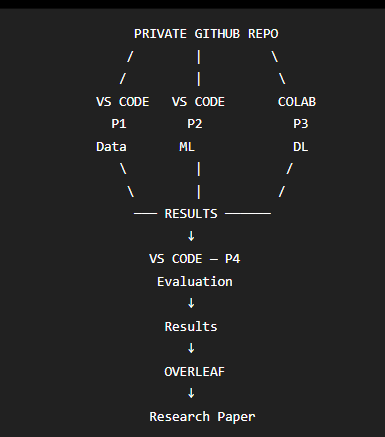 PRIVATE GITHUB REPO
/ | \
/ | \
VS CODE VS CODE COLAB
P1 P2 P3
Data ML DL
\ | /
\ | /
─── RESULTS ──────
↓
VS CODE — P4
Evaluation
↓
Results
↓
OVERLEAF
↓
Research Paper